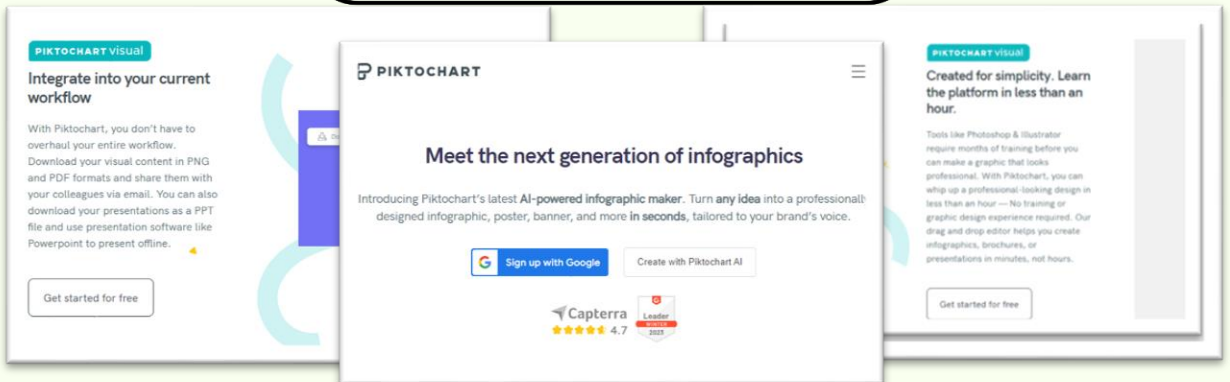 PIKTOCHART visual
Integrate into your current
workflow
With Piktochart, you don't have to
overhaul your entire workflow.
Download your visual content in PNG
and PDF formats and share them with
your colleagues via email. You can also
download your presentations as a PPT
file and use presentation software like
Powerpoint to present offline.
Get started for free
PIKTOCHART
Meet the next generation of infographics
Introducing Piktochart's latest AI-powered infographic maker. Turn any idea into a professionally
designed infographic, poster, banner, and more in seconds, tailored to your brand's voice.
Sign up with Google
Create with Piktochart AI
Capterra
4.7
Leader
WINTER
2023
PIKTOCHART visual
Created for simplicity. Learn
the platform in less than an
hour.
Tools like Photoshop & Illustrator
require months of training before you
can make a graphic that looks
professional. With Piktochart, you can
whip up a professional-looking design in
less than an hour — No training or
graphic design experience required. Our
drag and drop editor helps you create
infographics, brochures, or
presentations in minutes, not hours.
Get started for free